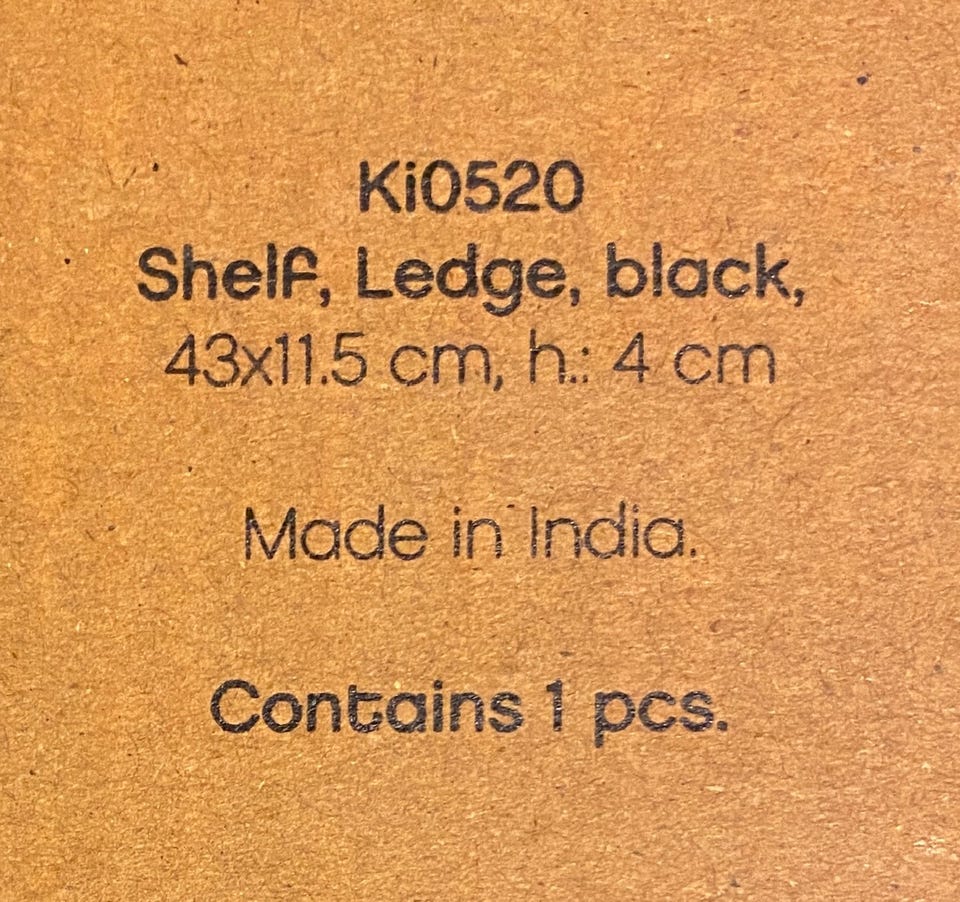 Ki0520
Shelf, Ledge, black,
43x11.5 cm, h.: 4 cm
Made in India.
Contains 1 pcs.